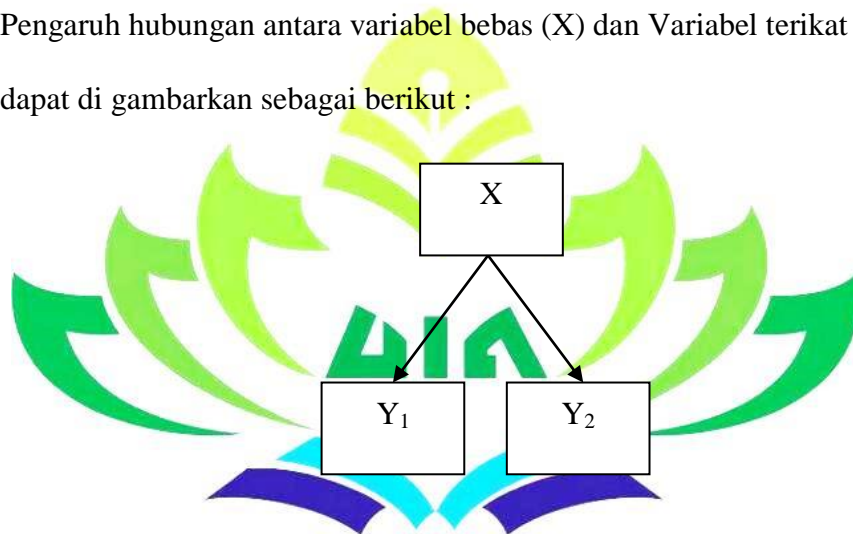 Pengaruh hubungan antara variabel bebas (X) dan Variabel terikat
dapat di gambarkan sebagai berikut :
X
Y₁ Y₂